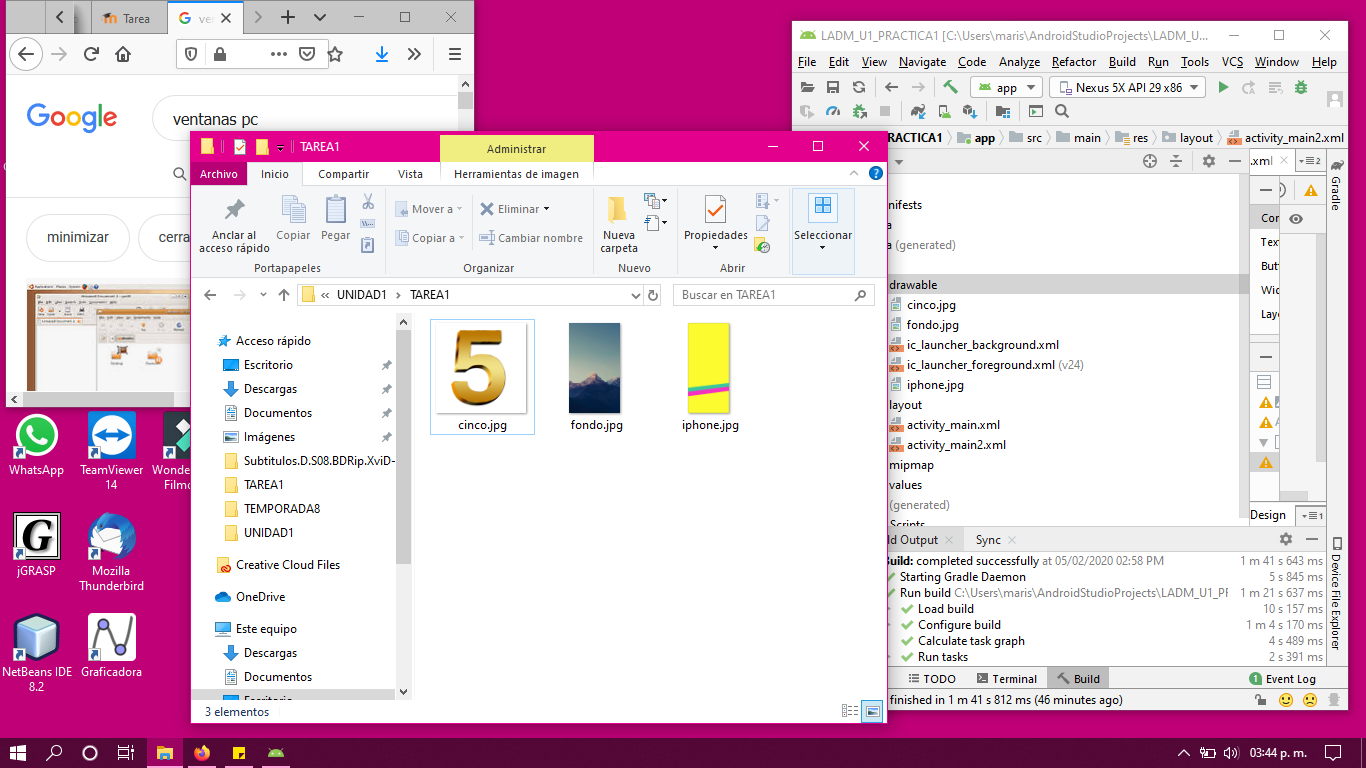 Tarea
ve
Google
ventanas pc
minimizar
cerra
WhatsApp
TeamViewer
14
Wonde
Filmo
jGRASP
Mozilla
Thunderbird
NetBeans IDE
8.2
Graficadora
TAREA1
Administrar
Archivo
Inicio
Compartir
Vista
Herramientas de imagen
Anclar al
acceso rápido
Copiar
Pegar
Portapapeles
Mover a
Copiar a
Eliminar
Cambiar nombre
Organizar
Nueva
carpeta
Nuevo
Propiedades
Abrir
Seleccionar
« UNIDAD1 > TAREA1
Buscar en TAREA1
Acceso rápido
Escritorio
Descargas
Documentos
Imágenes
Subtitulos.D.S08.BDRip.XviD-
TAREA1
TEMPORADA8
UNIDAD1
Creative Cloud Files
OneDrive
Este equipo
Descargas
Documentos
Escritorio
cinco.jpg
fondo.jpg
iphone.jpg
3 elementos
LADM_U1_PRACTICA1 [C:\Users\maris\AndroidStudioProjects\LADM_U...
File Edit View Navigate Code Analyze Refactor Build Run Tools VCS Window Help
app
Nexus 5X API 29 x86
RACTICA1 > app > src > main > res > layout > activity_main2.xml
.xml
2
Gradle
nifests
a
a (generated)
drawable
cinco.jpg
fondo.jpg
ic_launcher_background.xml
ic_launcher_foreground.xml (v24)
iphone.jpg
layout
activity_main.xml
activity_main2.xml
mipmap
values
(generated)
Scripts
Cor
Tex
Butt
Wid
Layo
Design
1
ld Output
Sync
Build: completed successfully at 05/02/2020 02:58 PM
1 m 41 s 643 ms
Starting Gradle Daemon
5 s 845 ms
Run build C:\Users\maris\AndroidStudioProjects\LADM_U1_PF
1 m 21 s 637 ms
Load build
10 s 157 ms
Configure build
1 m 4 s 170 ms
Calculate task graph
4 s 489 ms
Run tasks
2 s 391 ms
Device File Explorer
TODO
Terminal
Build
1 Event Log
finished in 1 m 41 s 812 ms (46 minutes ago)
03:44 p. m.